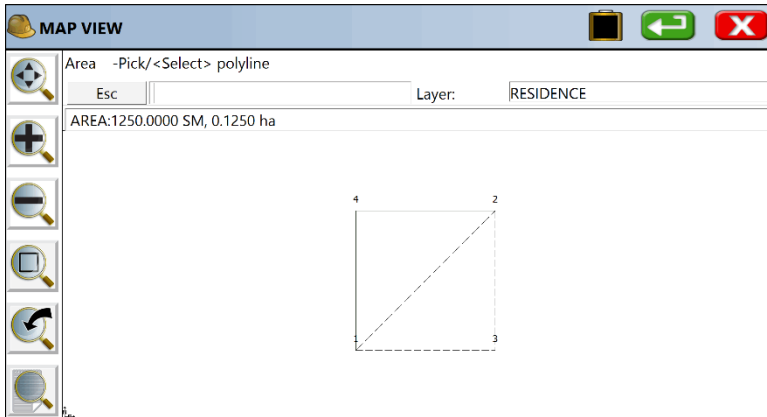 MAP VIEW
Area -Pick/<Select> polyline
Esc Layer: RESIDENCE
AREA:1250.0000 SM, 0.1250 ha
4 2
1 3